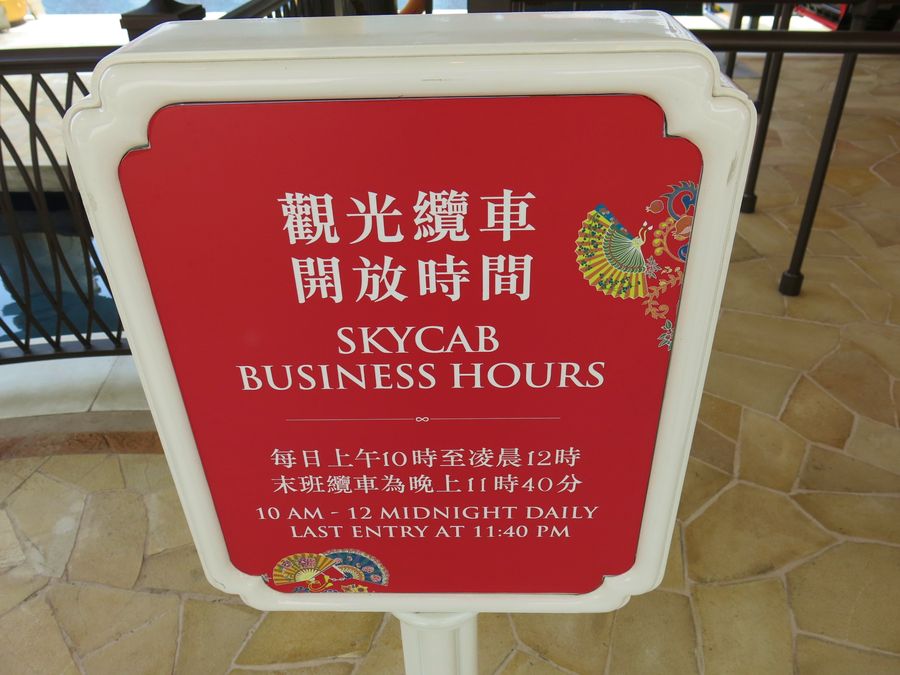 觀光纜車
開放時間
SKYCAB
BUSINESS HOURS
每日上午10時至凌晨12時
末班纜車為晚上11時40分
10 AM - 12 MIDNIGHT DAILY
LAST ENTRY AT 11:40 PM